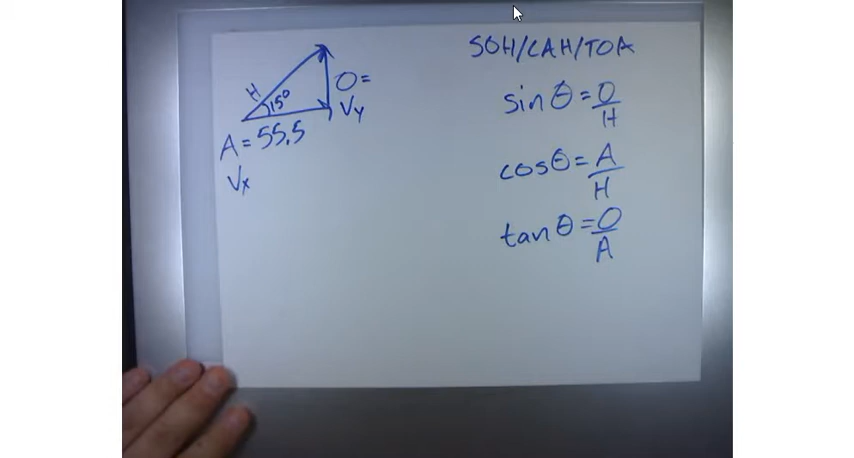 SOH/CAH/TOA
H
15°
O =
Vy
A = 55.5
Vx
sin θ = O/H
cos θ = A/H
tan θ = O/A